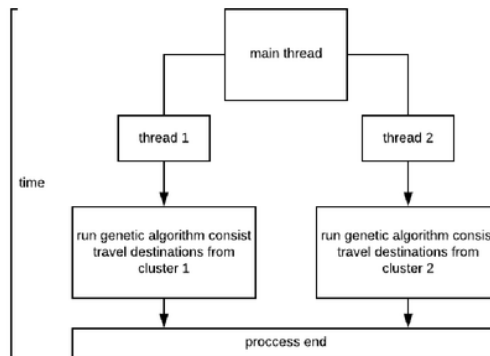 main thread
thread 1
thread 2
time
run genetic algorithm consist
travel destinations from
cluster 1
run genetic algorithm consist
travel destinations from
cluster 2
proccess end